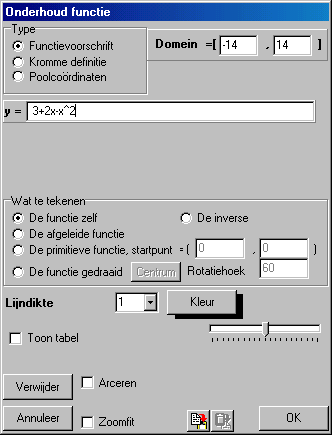 Onderhoud functie
Type
Functievoorschrift
Kromme definitie
Poolcoördinaten
Domein =[ -14 , 14 ]
y = 3+2x-x^2
Wat te tekenen
De functie zelf De inverse
De afgeleide functie
De primitieve functie, startpunt = ( 0 , 0 )
De functie gedraaid Centrum Rotatiehoek 60
Lijndikte 1 Kleur
Toon tabel
Verwijder Arceren
Annuleer Zoomfit OK